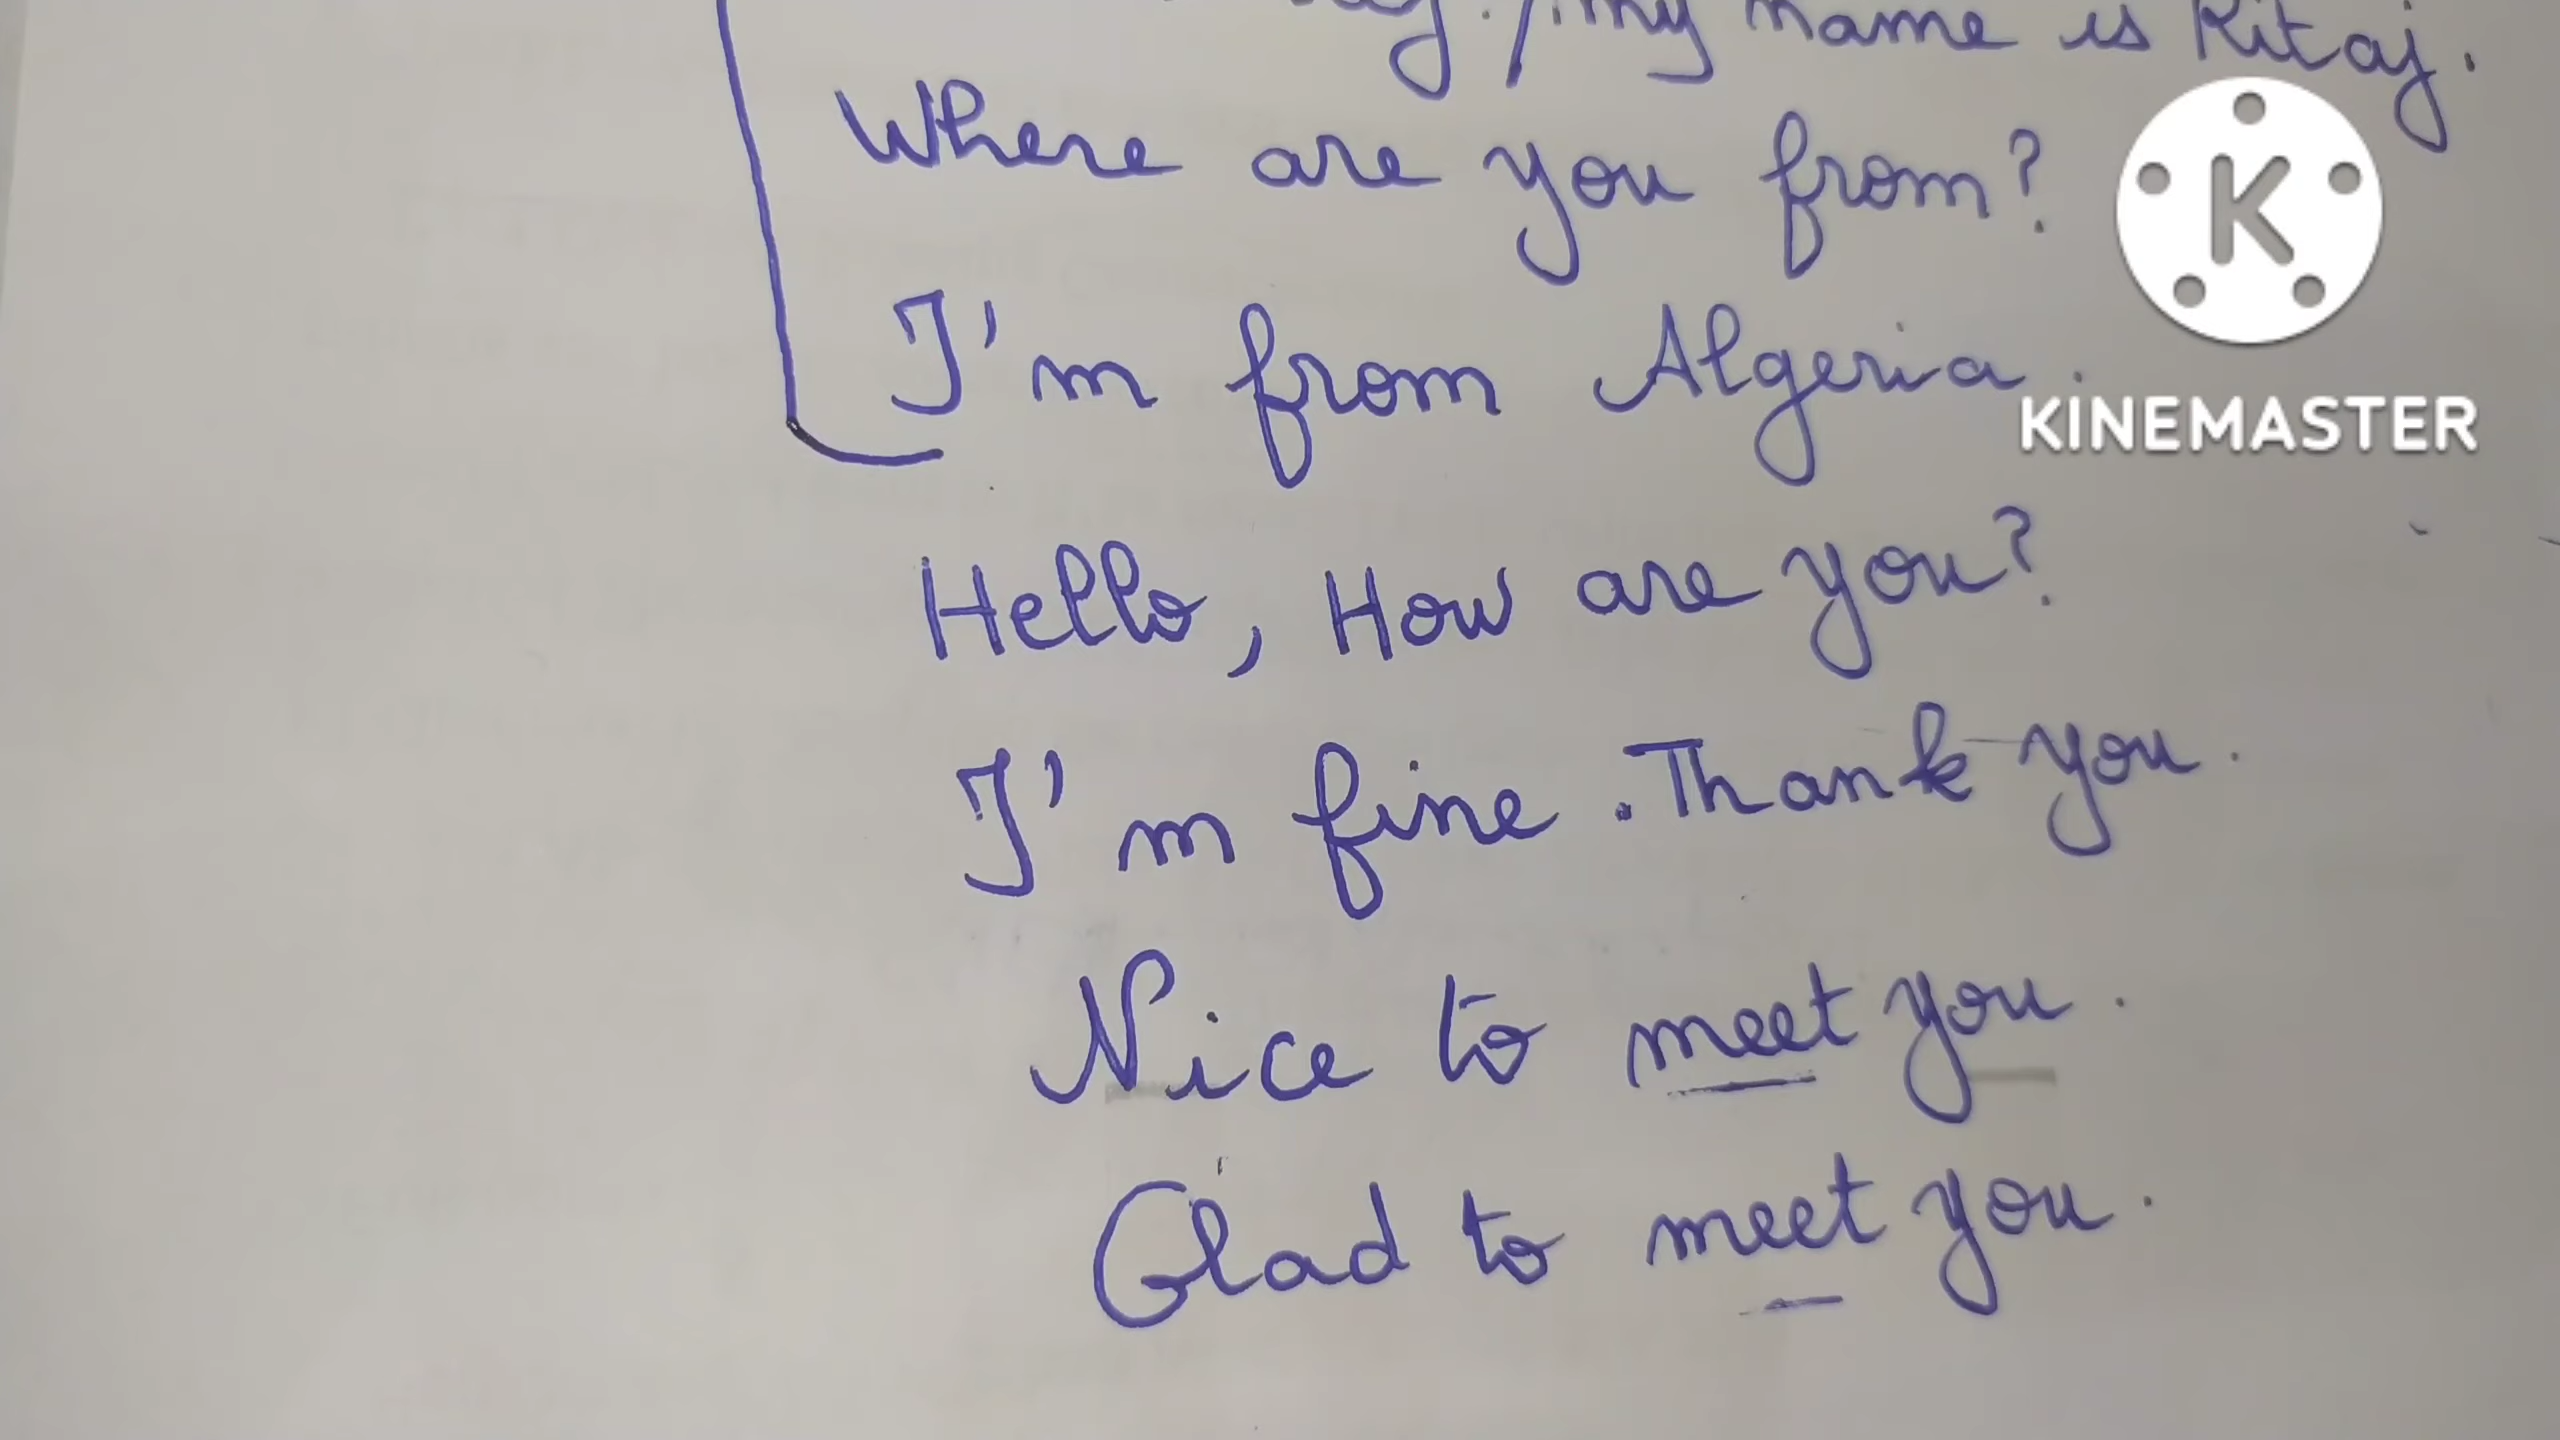 my name is Kitaj.
Where are you from?
I'm from Algeria.
Hello, How are you?
I'm fine. Thank you.
Nice to meet you.
Glad to meet you.
K
KINEMASTER